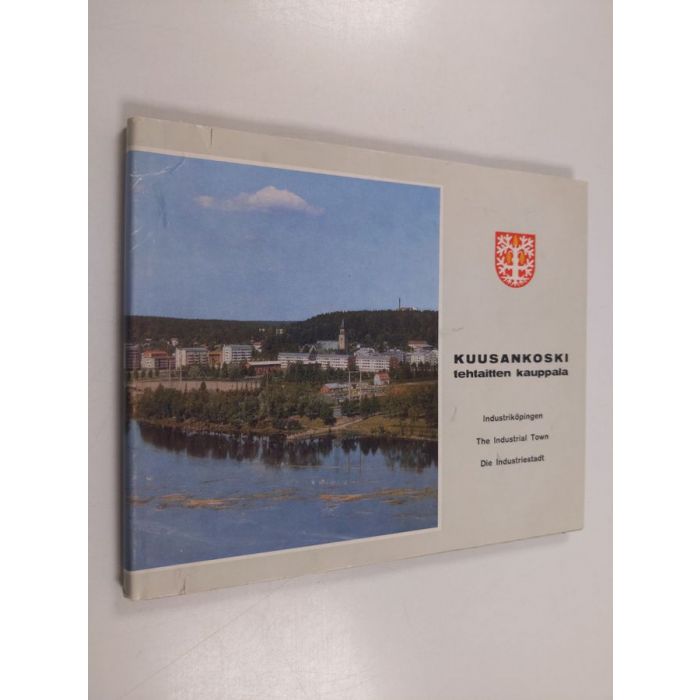 KUUSANKOSKI
tehtaitten kauppala
Industriköpingen
The Industrial Town
Die Industriestadt